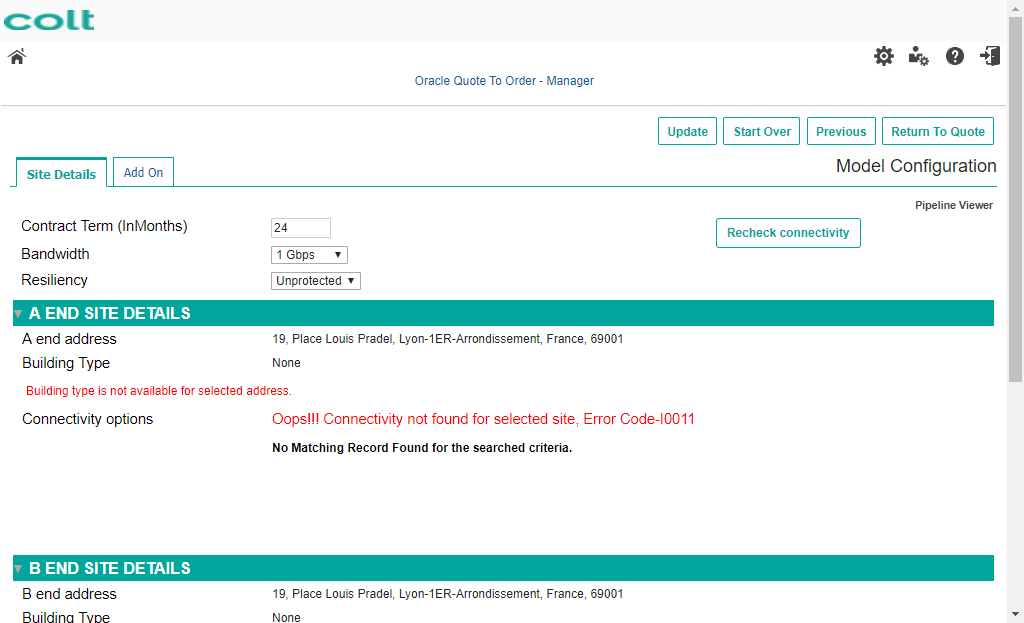 colt
Oracle Quote To Order - Manager
Update
Start Over
Previous
Return To Quote
Site Details
Add On
Model Configuration
Pipeline Viewer
Contract Term (InMonths)
24
Recheck connectivity
Bandwidth
1 Gbps
Resiliency
Unprotected
A END SITE DETAILS
A end address
19, Place Louis Pradel, Lyon-1ER-Arrondissement, France, 69001
Building Type
None
Building type is not available for selected address.
Connectivity options
Oops!!! Connectivity not found for selected site, Error Code-I0011
No Matching Record Found for the searched criteria.
B END SITE DETAILS
B end address
19, Place Louis Pradel, Lyon-1ER-Arrondissement, France, 69001
Building Type
None